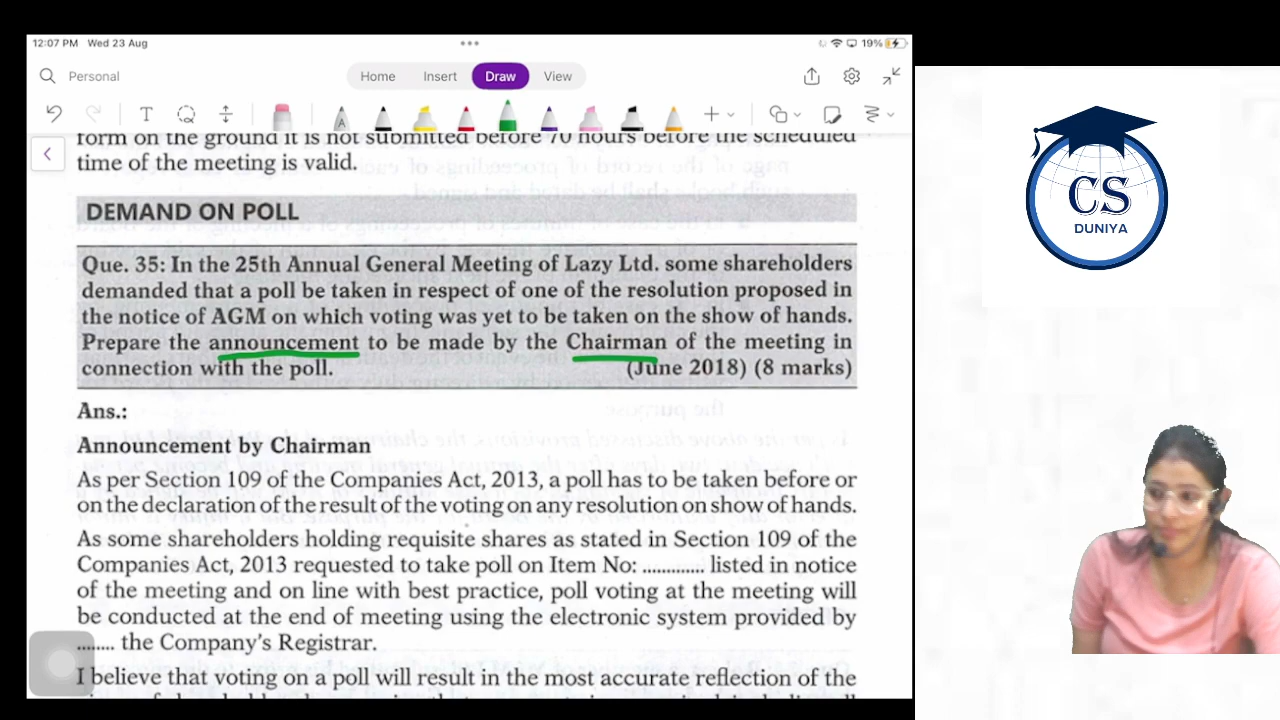 12:07 PM Wed 23 Aug
19%
Personal
Home Insert Draw View
form on the ground it is not submitted before 70 hours before the scheduled
time of the meeting is valid.
DEMAND ON POLL
Que. 35: In the 25th Annual General Meeting of Lazy Ltd. some shareholders
demanded that a poll be taken in respect of one of the resolution proposed in
the notice of AGM on which voting was yet to be taken on the show of hands.
Prepare the announcement to be made by the Chairman of the meeting in
connection with the poll. (June 2018) (8 marks)
Ans.:
Announcement by Chairman
As per Section 109 of the Companies Act, 2013, a poll has to be taken before or
on the declaration of the result of the voting on any resolution on show of hands.
As some shareholders holding requisite shares as stated in Section 109 of the
Companies Act, 2013 requested to take poll on Item No: ............. listed in notice
of the meeting and on line with best practice, poll voting at the meeting will
be conducted at the end of meeting using the electronic system provided by
........ the Company's Registrar.
I believe that voting on a poll will result in the most accurate reflection of the
CS
DUNIYA